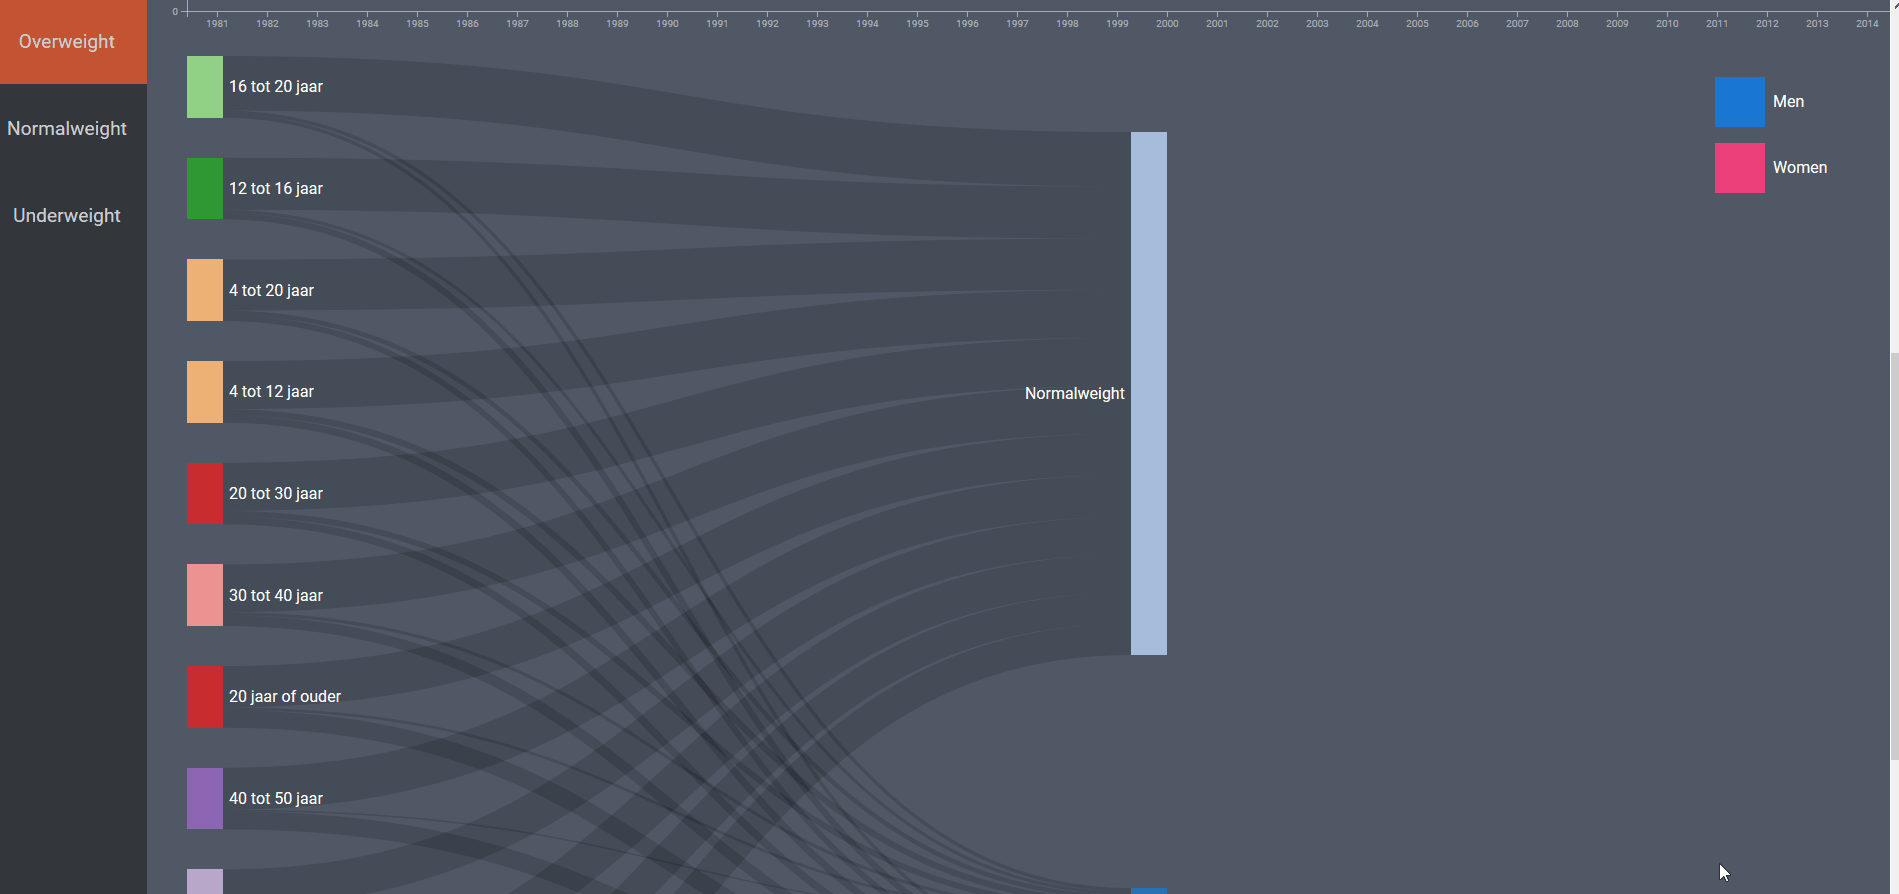 Overweight
Normalweight
Underweight
0
1981 1982 1983 1984 1985 1986 1987 1988 1989 1990 1991 1992 1993 1994 1995 1996 1997 1998 1999 2000 2001 2002 2003 2004 2005 2006 2007 2008 2009 2010 2011 2012 2013 2014
16 tot 20 jaar
12 tot 16 jaar
4 tot 20 jaar
4 tot 12 jaar
20 tot 30 jaar
30 tot 40 jaar
20 jaar of ouder
40 tot 50 jaar
Normalweight
Men
Women